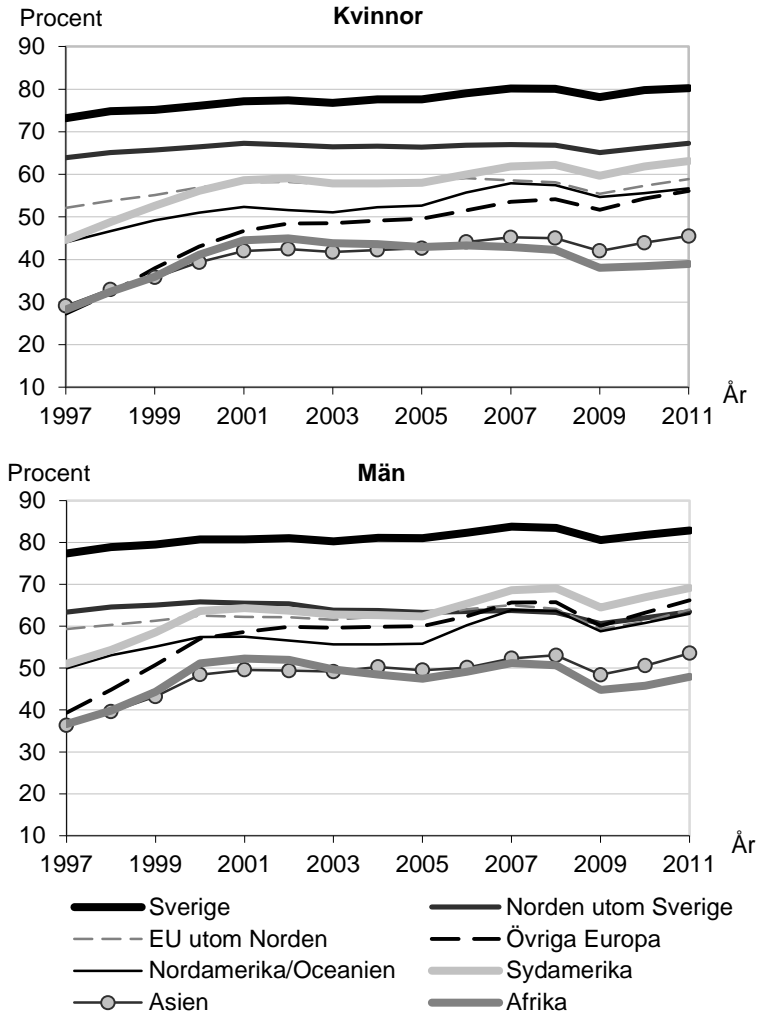 Procent Kvinnor
90
80
70
60
50
40
30
20
10
1997 1999 2001 2003 2005 2007 2009 2011 År
Procent Män
90
80
70
60
50
40
30
20
10
1997 1999 2001 2003 2005 2007 2009 2011 År
Sverige Norden utom Sverige
EU utom Norden Övriga Europa
Nordamerika/Oceanien Sydamerika
Asien Afrika